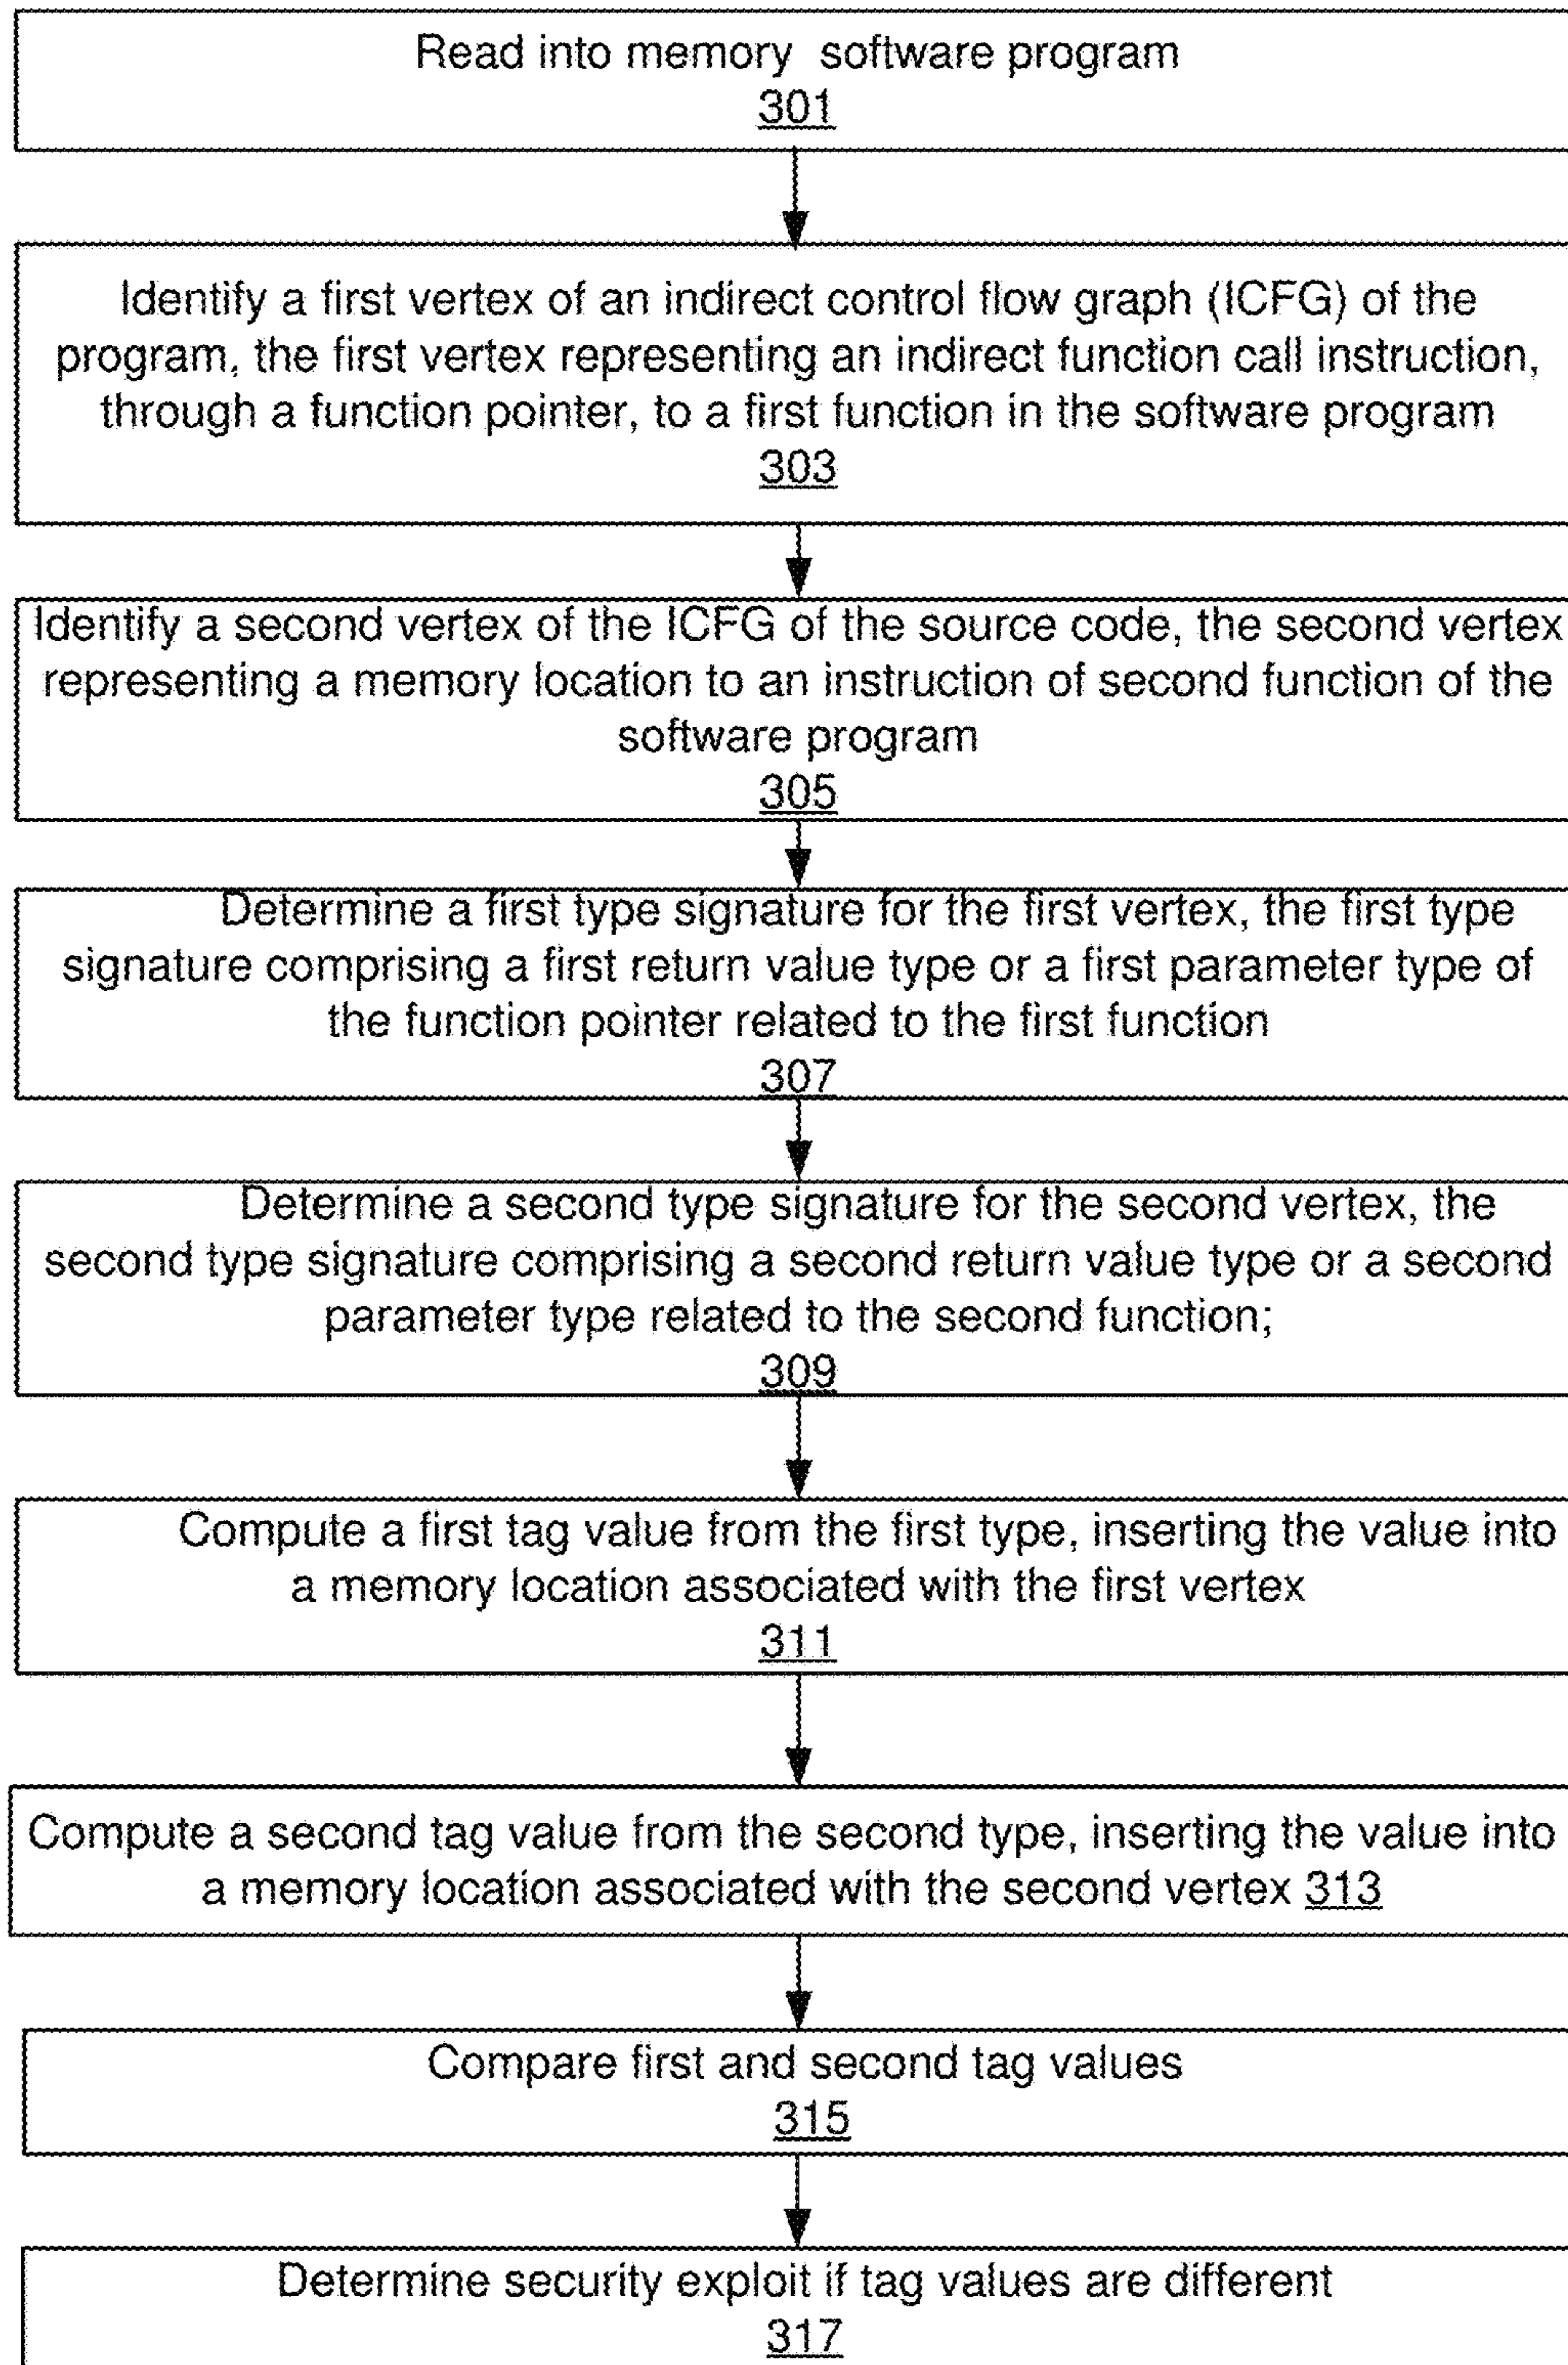 Read into memory software program
301
Identify a first vertex of an indirect control flow graph (ICFG) of the
program, the first vertex representing an indirect function call instruction,
through a function pointer, to a first function in the software program
303
Identify a second vertex of the ICFG of the source code, the second vertex
representing a memory location to an instruction of second function of the
software program
305
Determine a first type signature for the first vertex, the first type
signature comprising a first return value type or a first parameter type of
the function pointer related to the first function
307
Determine a second type signature for the second vertex, the
second type signature comprising a second return value type or a second
parameter type related to the second function;
309
Compute a first tag value from the first type, inserting the value into
a memory location associated with the first vertex
311
Compute a second tag value from the second type, inserting the value into
a memory location associated with the second vertex 313
Compare first and second tag values
315
Determine security exploit if tag values are different
317